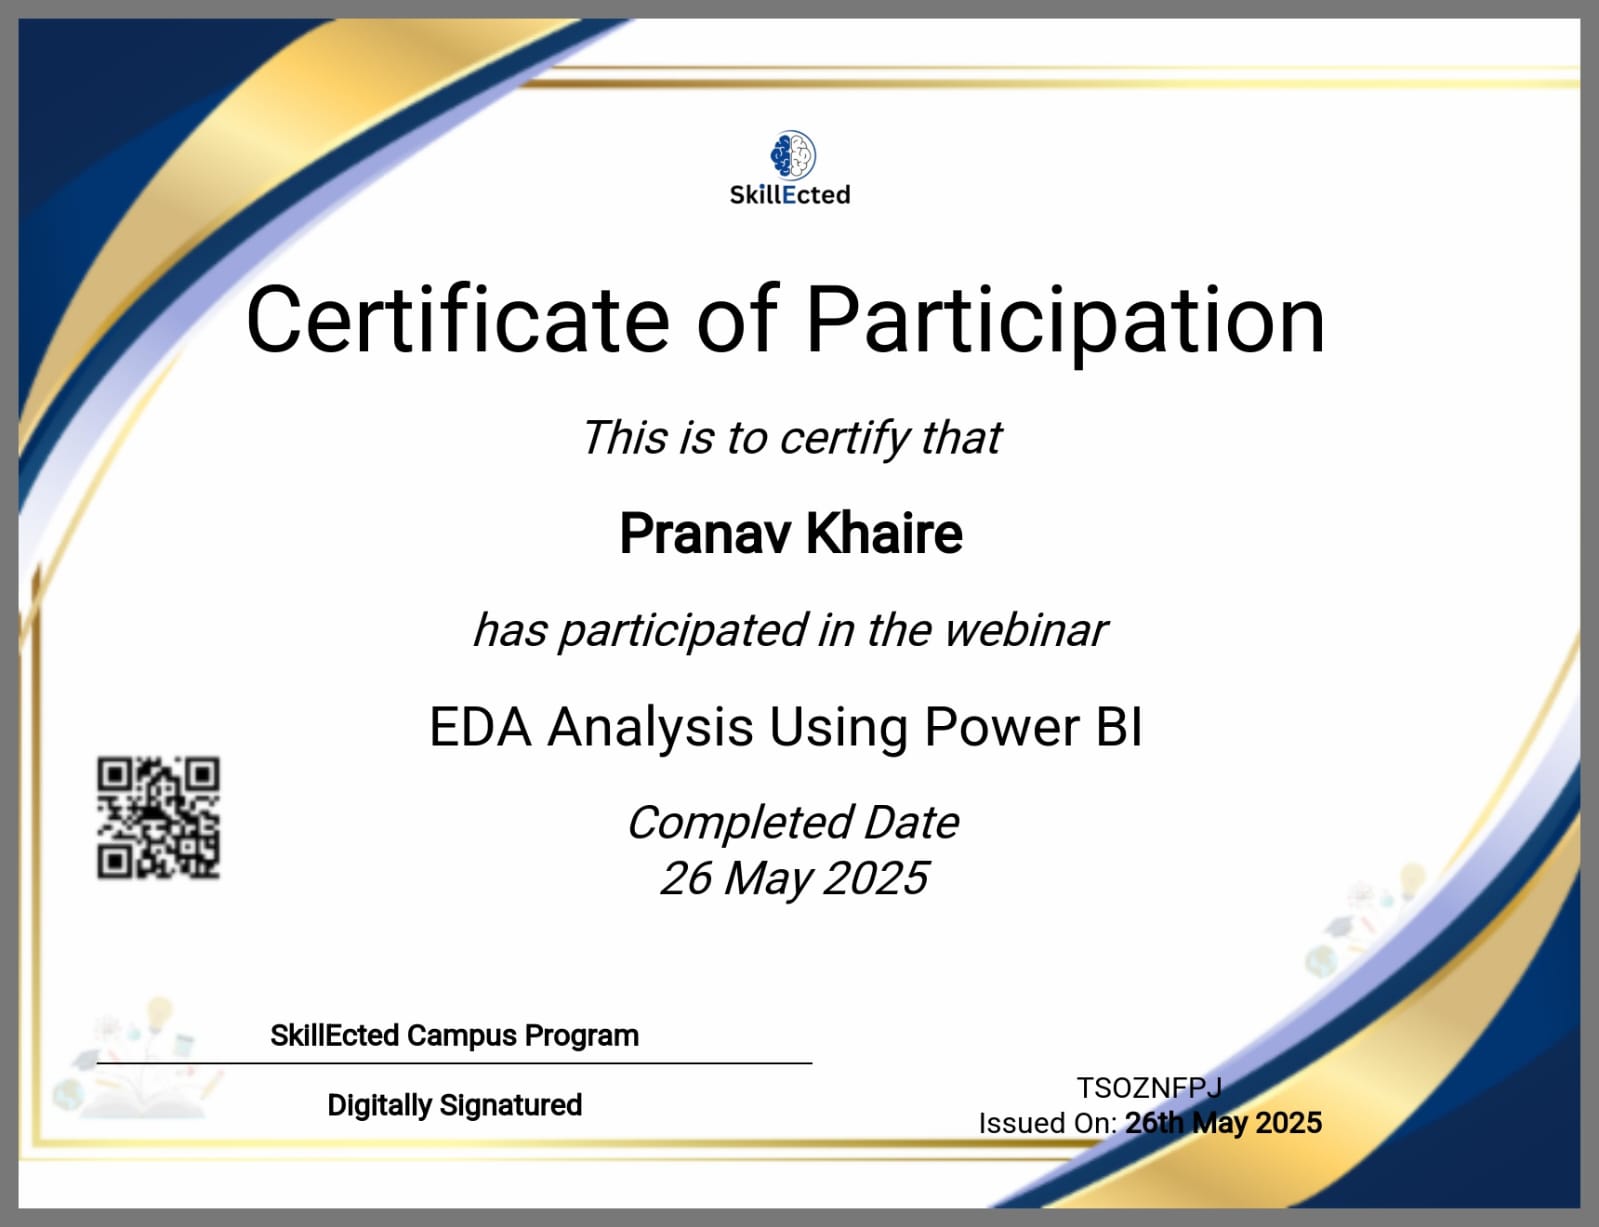 SkillEcted
Certificate of Participation
This is to certify that
Pranav Khaire
has participated in the webinar
EDA Analysis Using Power BI
Completed Date
26 May 2025
SkillEcted Campus Program
Digitally Signatured
TSOZNFPJ
Issued On: 26th May 2025